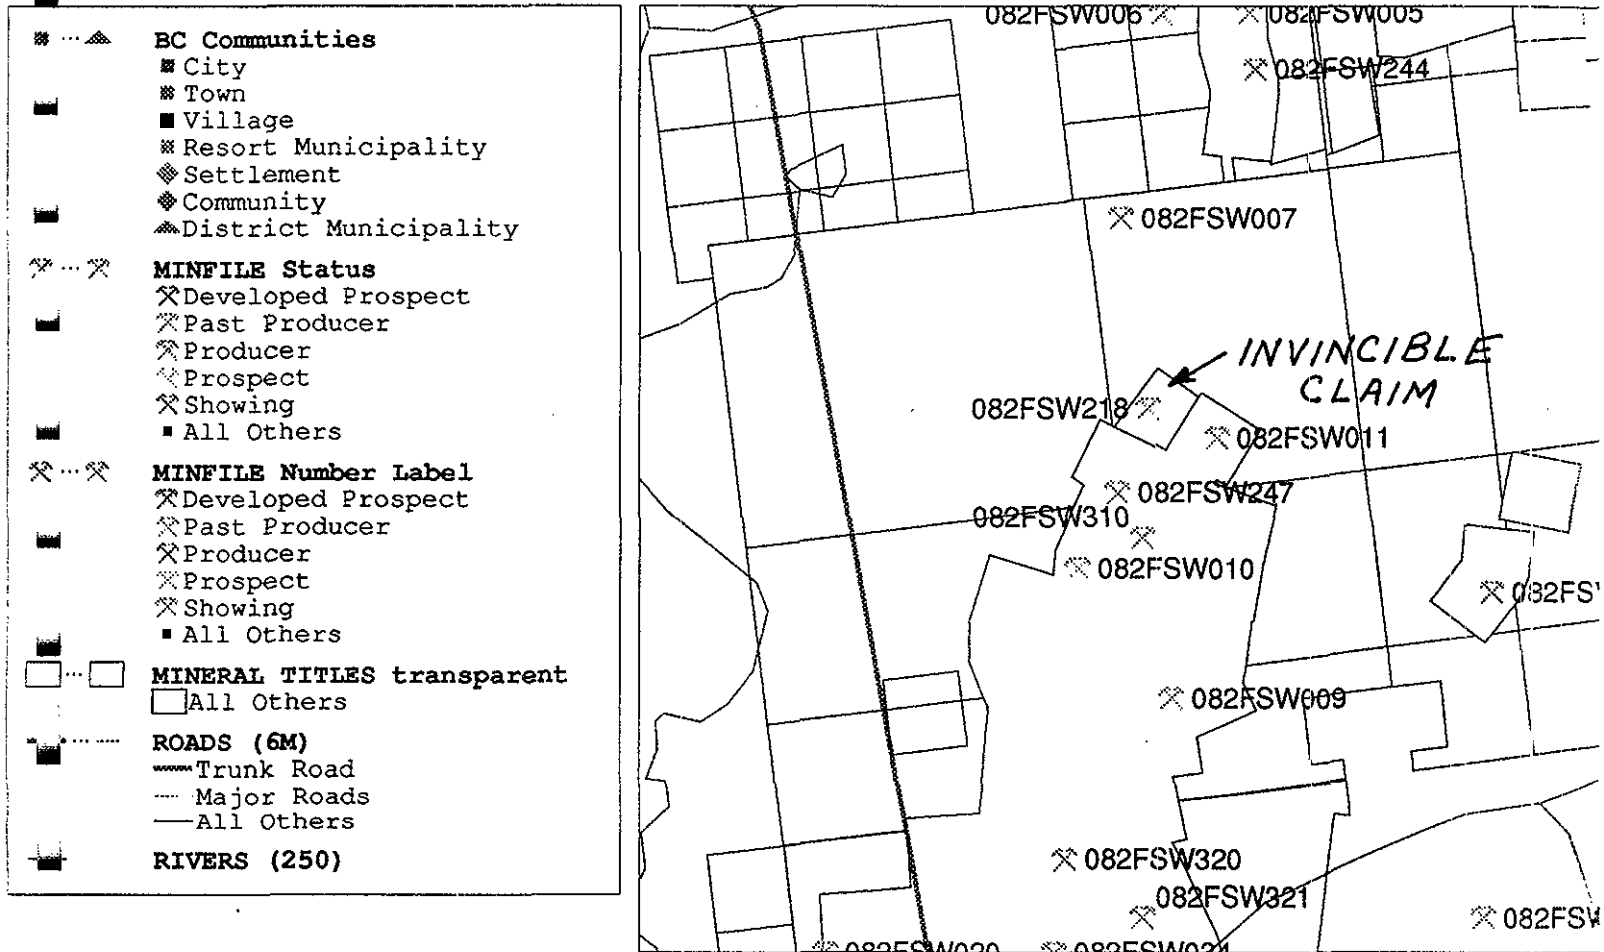 BC Communities
City
Town
Village
Resort Municipality
Settlement
Community
District Municipality
MINFILE Status
Developed Prospect
Past Producer
Producer
Prospect
Showing
All Others
MINFILE Number Label
Developed Prospect
Past Producer
Producer
Prospect
Showing
All Others
MINERAL TITLES transparent
All Others
ROADS (6M)
Trunk Road
Major Roads
All Others
RIVERS (250)
082FSW006
082FSW005
082FSW244
082FSW007
INVINCIBLE
CLAIM
082FSW218
082FSW011
082FSW247
082FSW310
082FSW010
082FS
082FSW009
082FSW320
082FSW321
082FSW